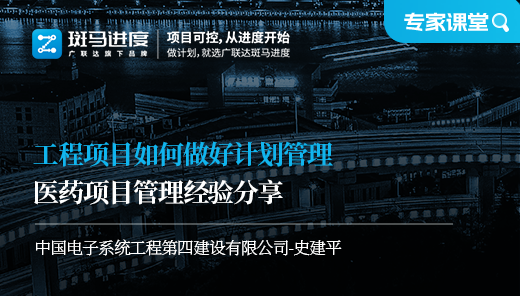 专家课堂
斑马进度
广联达旗下品牌
项目可控，从进度开始
做计划，就选广联达斑马进度
工程项目如何做好计划管理
医药项目管理经验分享
中国电子系统工程第四建设有限公司-史建平